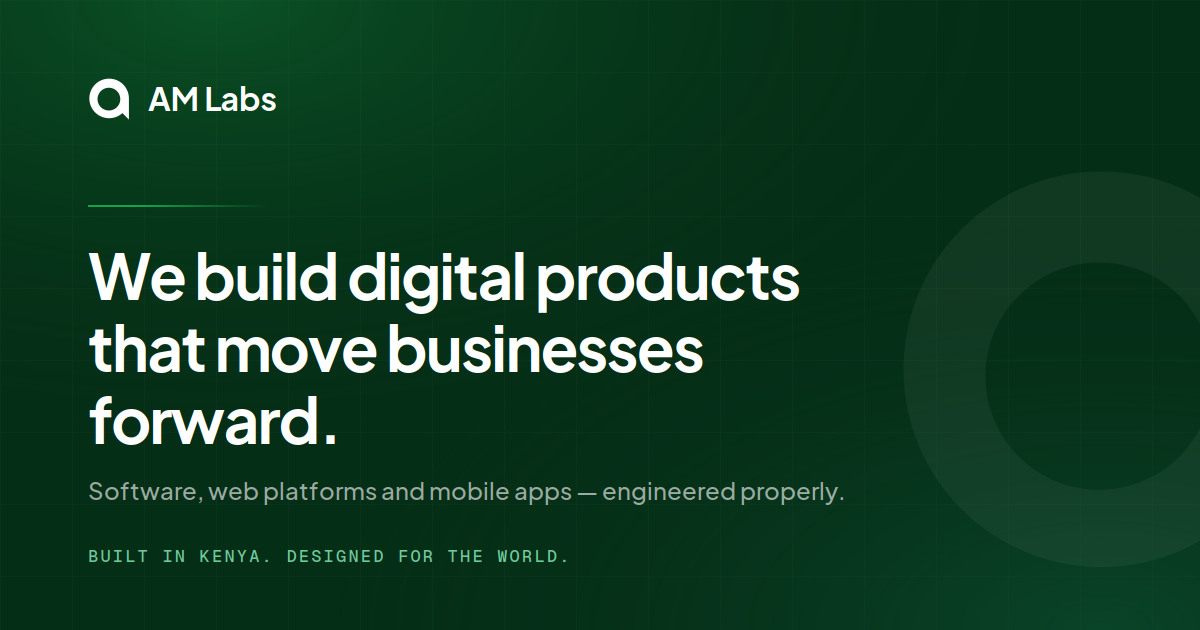 AM Labs
We build digital products
that move businesses
forward.
Software, web platforms and mobile apps — engineered properly.
BUILT IN KENYA. DESIGNED FOR THE WORLD.